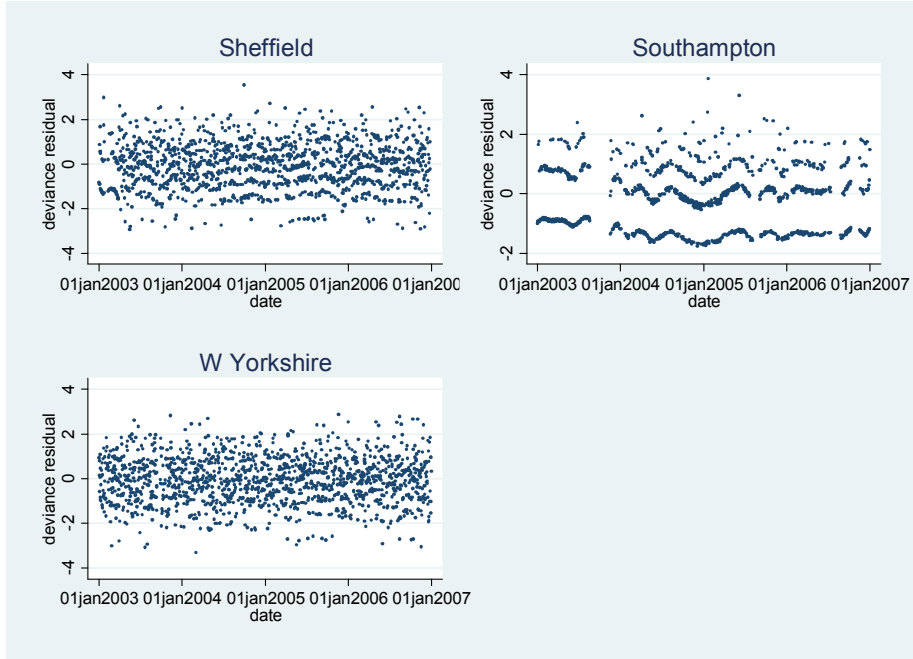 Sheffield
deviance residual
4
2
0
-2
-4
01jan2003 01jan2004 01jan2005 01jan2006 01jan200
date
Southampton
deviance residual
4
2
0
-2
01jan2003 01jan2004 01jan2005 01jan2006 01jan2007
date
W Yorkshire
deviance residual
4
2
0
-2
-4
01jan2003 01jan2004 01jan2005 01jan2006 01jan2007
date